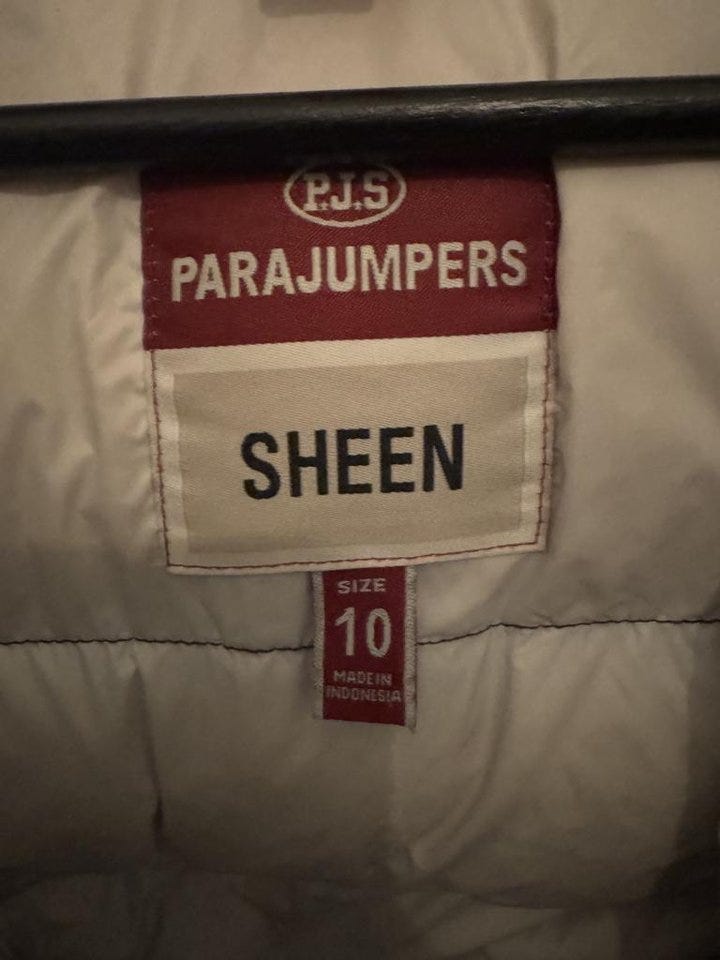 P.J.S
PARAJUMPERS
SHEEN
SIZE
10
MADE IN
INDONESIA